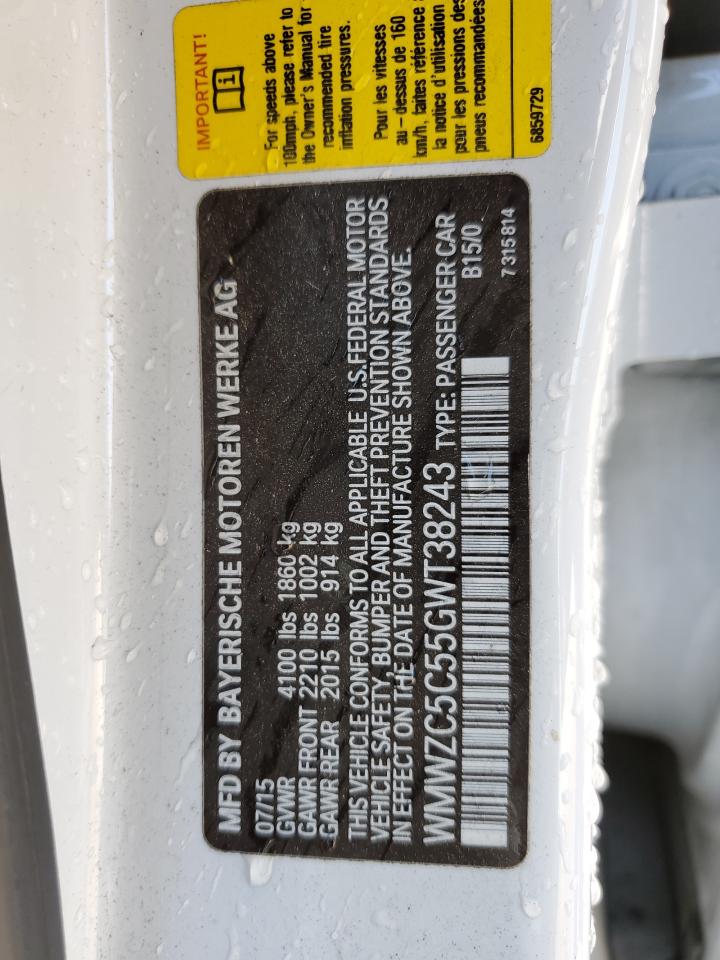 IMPORTANT!
For speeds above
100mph, please refer to
the Owner's Manual for
recommended tire
inflation pressures.
Pour les vitesses
au - dessus de 160
km/h, faites référence
la notice d'utilisation
pour les pressions des
pneus recommandées
6859729
MFD BY BAYERISCHE MOTOREN WERKE AG
07/15
GVWR 4100 lbs 1860 kg
GAWR FRONT 2210 lbs 1002 kg
GAWR REAR 2015 lbs 914 kg
THIS VEHICLE CONFORMS TO ALL APPLICABLE U.S. FEDERAL MOTOR
VEHICLE SAFETY, BUMPER AND THEFT PREVENTION STANDARDS
IN EFFECT ON THE DATE OF MANUFACTURE SHOWN ABOVE.
WMWZC5C55GWT38243 TYPE: PASSENGER CAR
B15/0
7 315 814